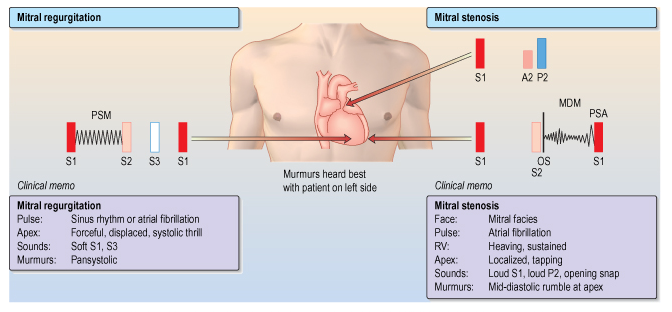 Mitral regurgitation
Mitral stenosis
S1
A2 P2
PSM
S1 S2 S3 S1
MDM
PSA
S1 OS S1
S2
Murmurs heard best
with patient on left side
Clinical memo
Mitral regurgitation
Pulse: Sinus rhythm or atrial fibrillation
Apex: Forceful, displaced, systolic thrill
Sounds: Soft S1, S3
Murmurs: Pansystolic
Clinical memo
Mitral stenosis
Face: Mitral facies
Pulse: Atrial fibrillation
RV: Heaving, sustained
Apex: Localized, tapping
Sounds: Loud S1, loud P2, opening snap
Murmurs: Mid-diastolic rumble at apex